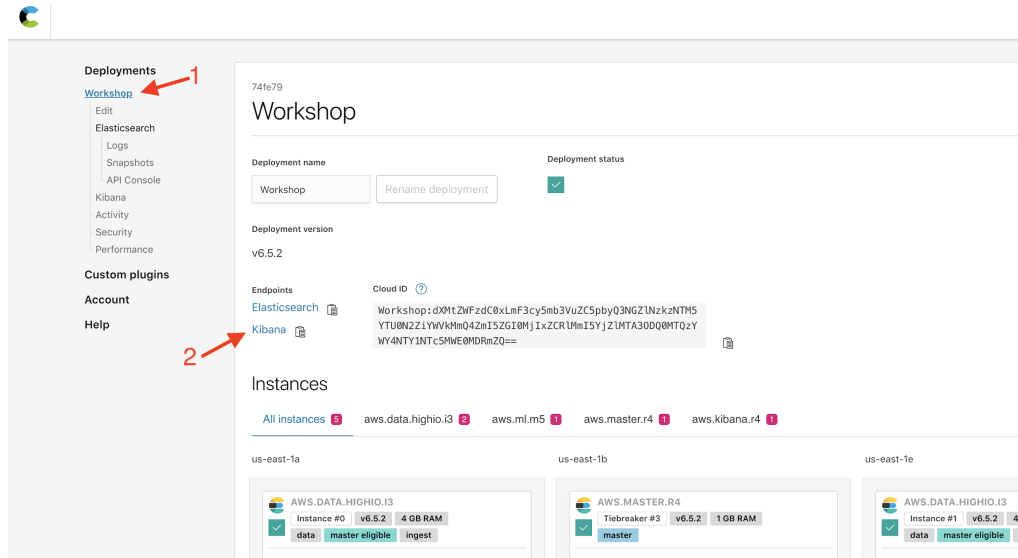 Deployments
1
Workshop
Edit
Elasticsearch
Logs
Snapshots
API Console
Kibana
Activity
Security
Performance
Custom plugins
Account
Help
74fe79
Workshop
Deployment name
Deployment status
Workshop
Rename deployment
Deployment version
v6.5.2
Endpoints
Cloud ID ?
Elasticsearch
Kibana
2
Workshop:dXMtZWFzdC0xLmF3cy5mb3VuZC5pbyQ3NGZlNzkzNTM5
YTU0N2ZiYWVkMmQ4ZmI5ZGI0MjIxZCRlMmI5YjZlMTA3ODQ0MTQzY
WY4NTY1NTc5MWE0MDRmZQ==
Instances
All instances 5 aws.data.highio.i3 2 aws.ml.m5 1 aws.master.r4 1 aws.kibana.r4 1
us-east-1a
us-east-1b
us-east-1e
AWS.DATA.HIGHIO.I3
Instance #0 v6.5.2 4 GB RAM
data master eligible ingest
AWS.MASTER.R4
Tiebreaker #3 v6.5.2 1 GB RAM
master
AWS.DATA.HIGHIO.I3
Instance #1 v6.5.2 4
data master eligible